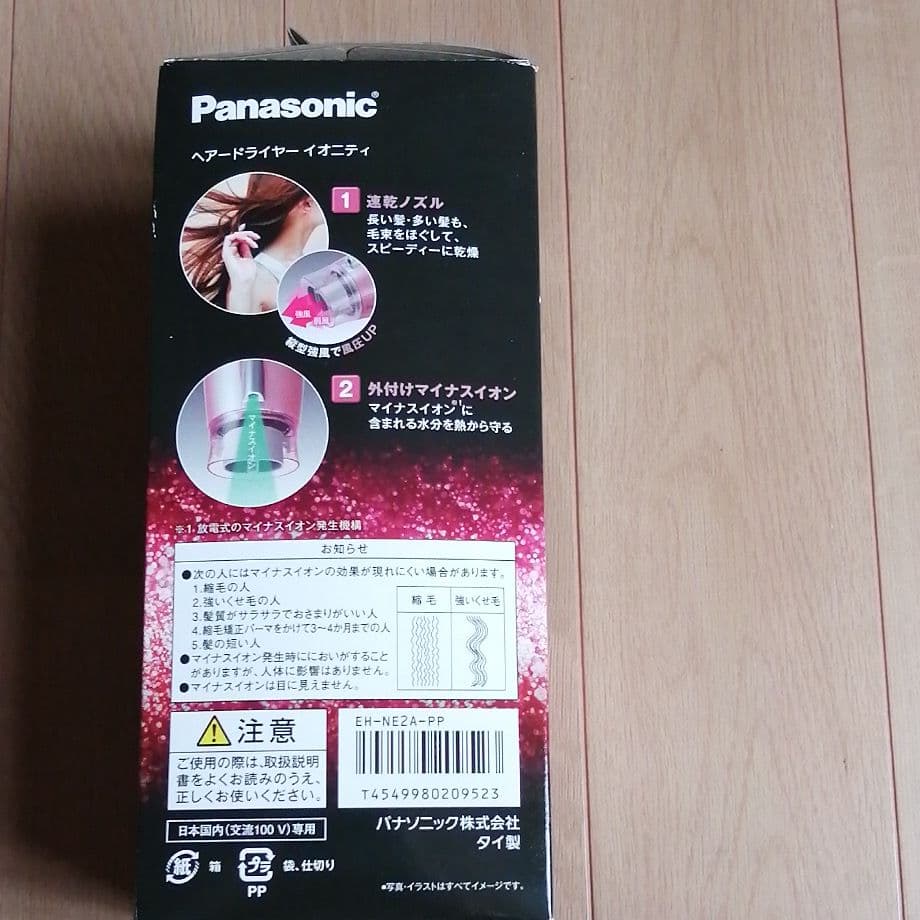 Panasonic®
ヘアードライヤー イオニティ
1 速乾ノズル
長い髪・多い髪も、
毛束をほぐして、
スピーディーに乾燥
強風
弱風
縦型強風で風圧UP
2 外付けマイナスイオン
マイナスイオン※1に
含まれる水分を熱から守る
マイナスイオン
※1 放電式のマイナスイオン発生機構
お知らせ
●次の人にはマイナスイオンの効果が現れにくい場合があります。
1.縮毛の人
2.強いくせ毛の人
3.髪質がサラサラでおさまりがいい人
4.縮毛矯正パーマをかけて3〜4か月までの人
5.髪の短い人
●マイナスイオン発生時ににおいがすること
がありますが、人体に影響はありません。
●マイナスイオンは目に見えません。
縮毛 強いくせ毛
注意
ご使用の際は、取扱説明
書をよくお読みのうえ、
正しくお使いください。
EH-NE2A-PP
T4549980209523
日本国内(交流100 V)専用
パナソニック株式会社
タイ製
紙 箱
プラ 袋、仕切り
PP
●写真・イラストはすべてイメージです。